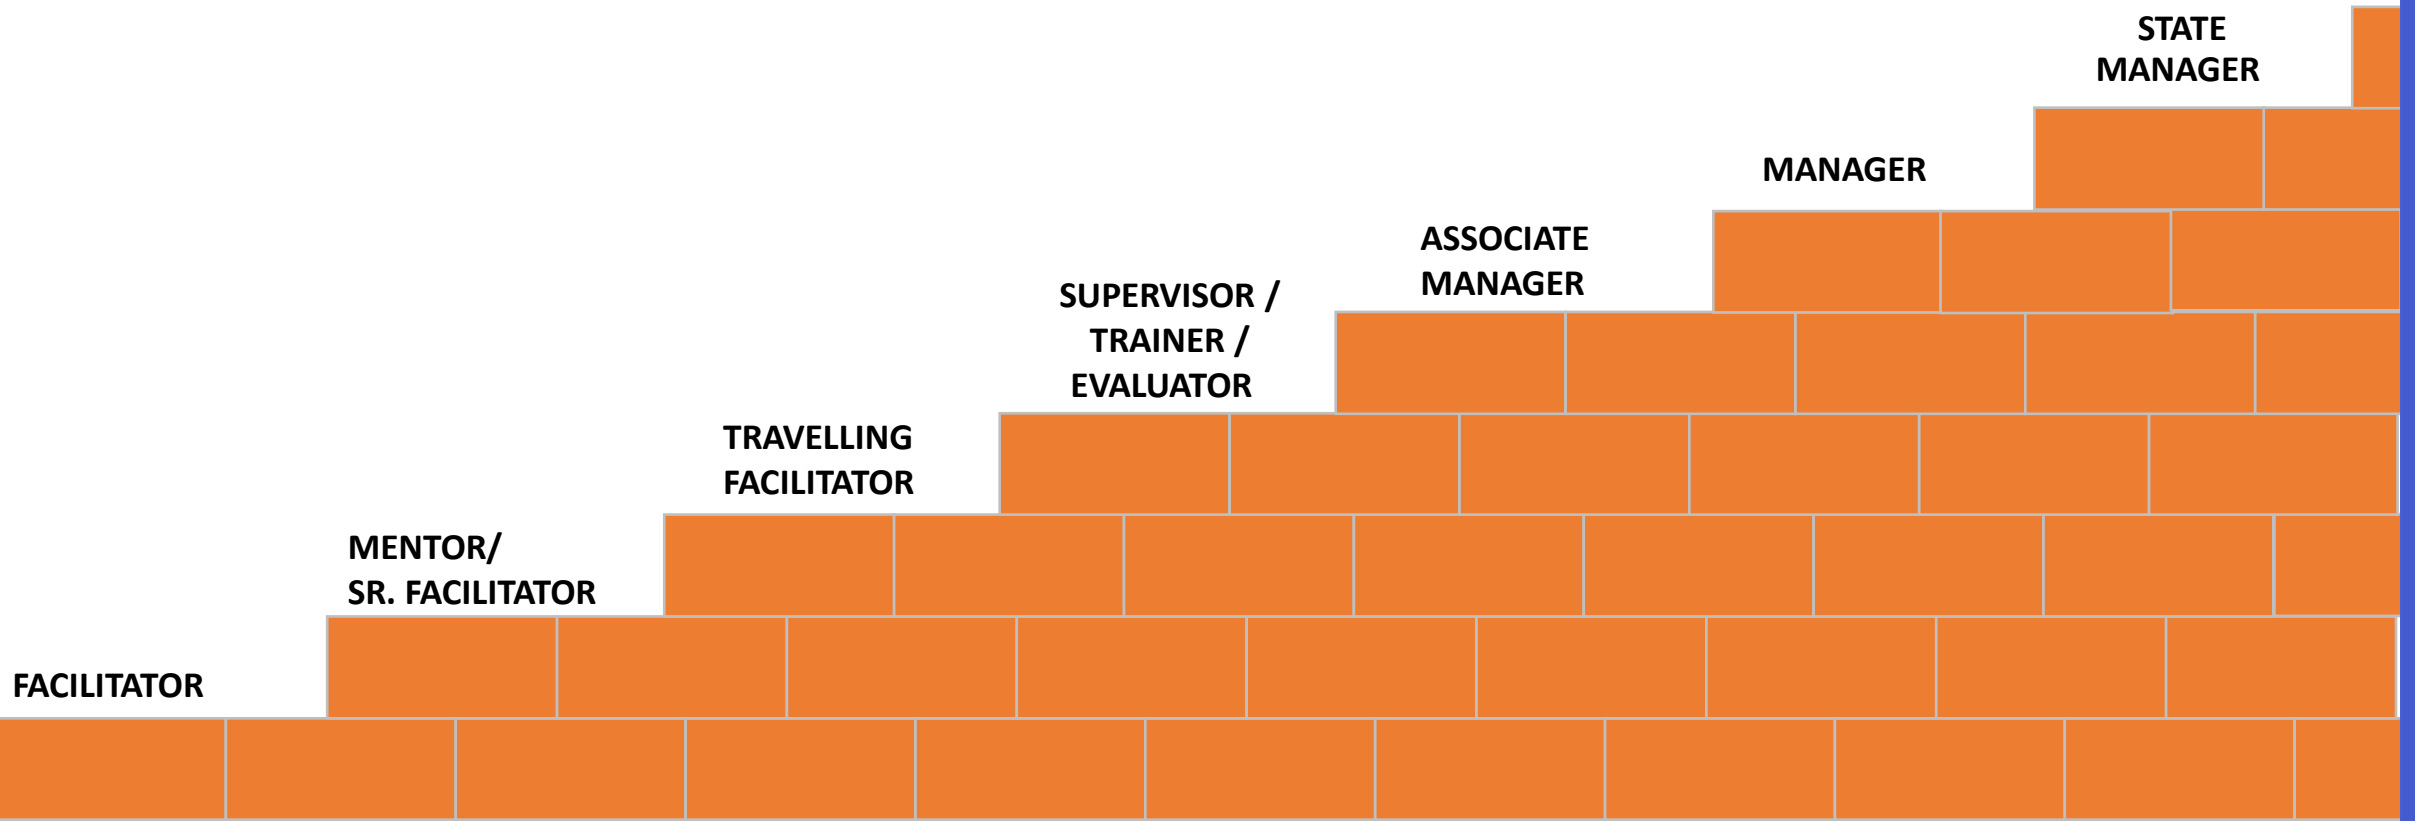 STATE
MANAGER
MANAGER
ASSOCIATE
MANAGER
SUPERVISOR /
TRAINER /
EVALUATOR
TRAVELLING
FACILITATOR
MENTOR/
SR. FACILITATOR
FACILITATOR